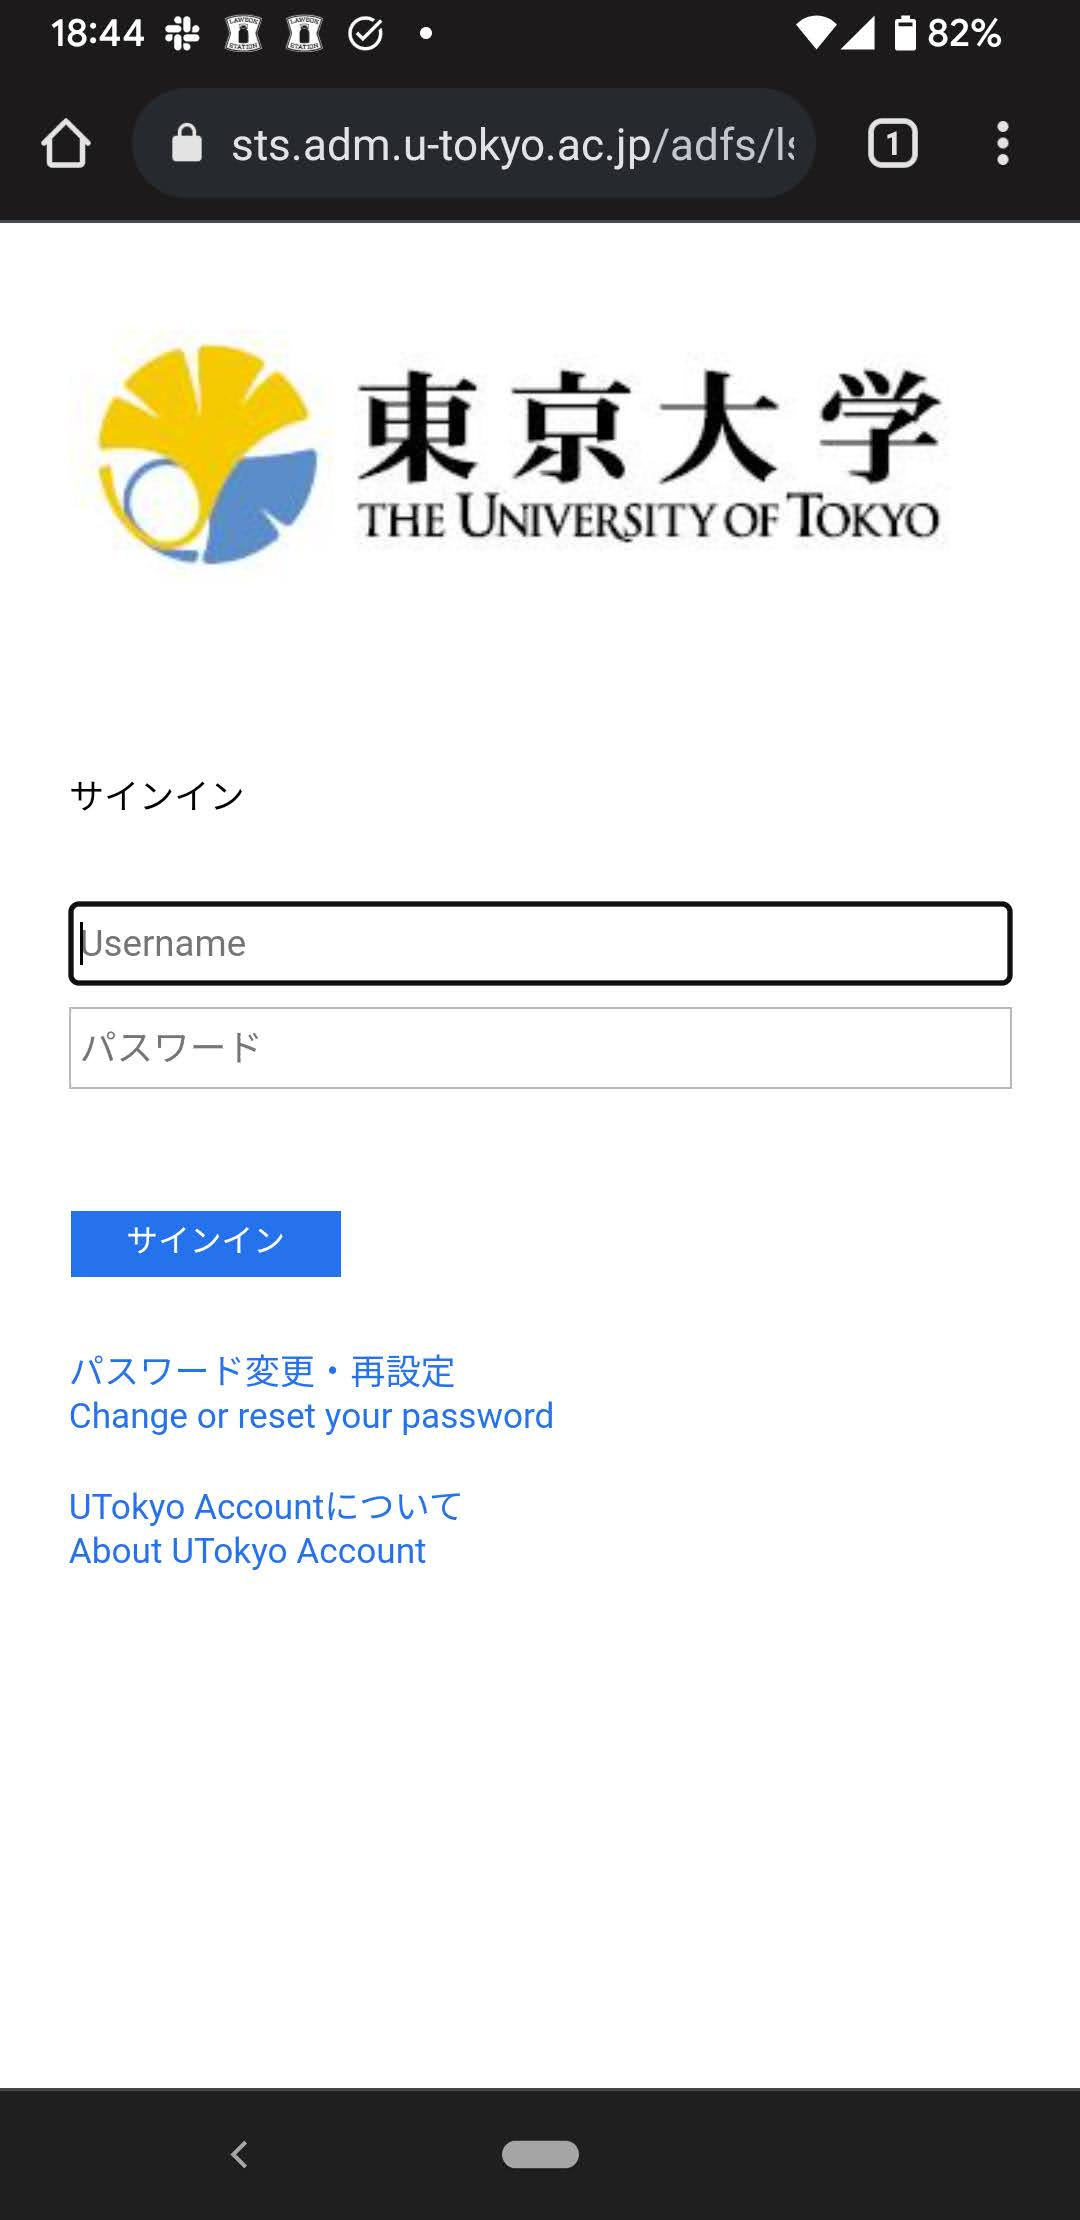 18:44
82%
sts.adm.u-tokyo.ac.jp/adfs/ls
1
東京大学
THE UNIVERSITY OF TOKYO
サインイン
Username
パスワード
サインイン
パスワード変更・再設定
Change or reset your password
UTokyo Accountについて
About UTokyo Account